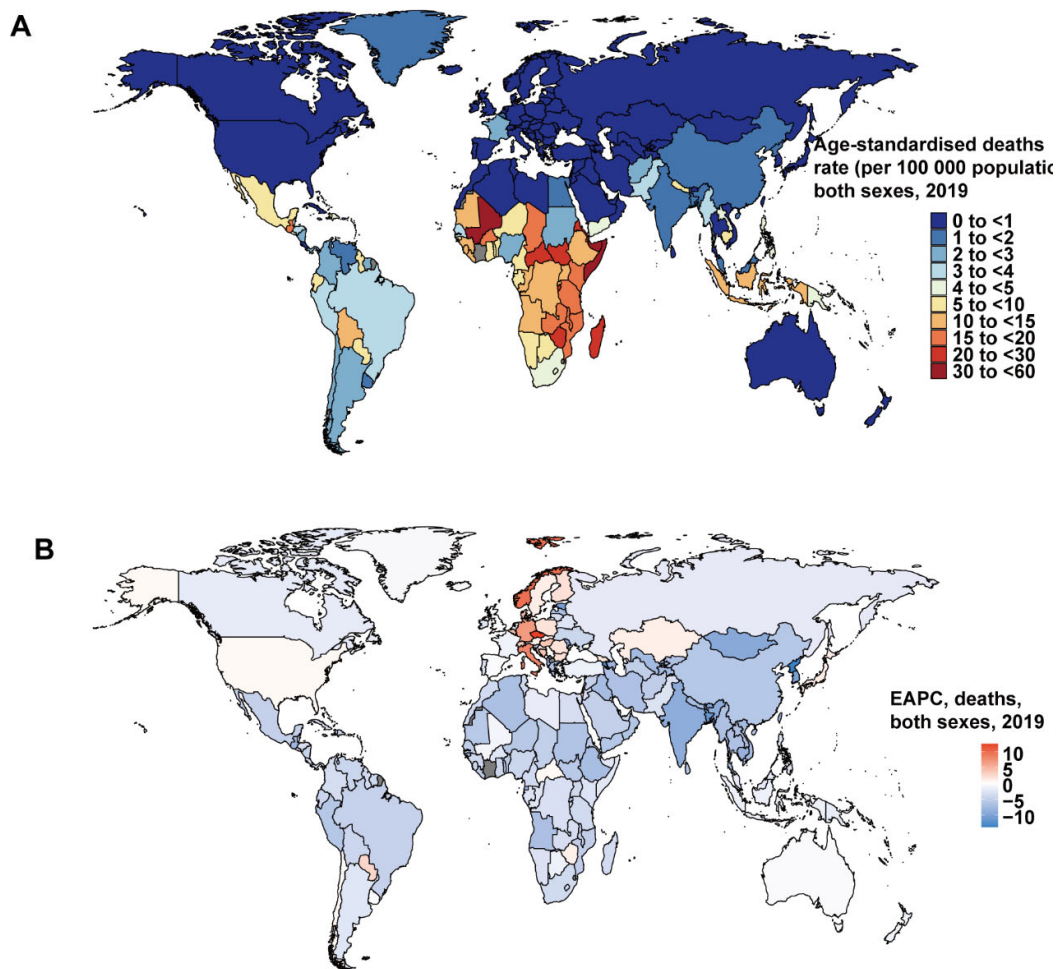 A
Age-standardised deaths
rate (per 100 000 populatio
both sexes, 2019
0 to <1
1 to <2
2 to <3
3 to <4
4 to <5
5 to <10
10 to <15
15 to <20
20 to <30
30 to <60
B
EAPC, deaths,
both sexes, 2019
10
5
0
−5
−10